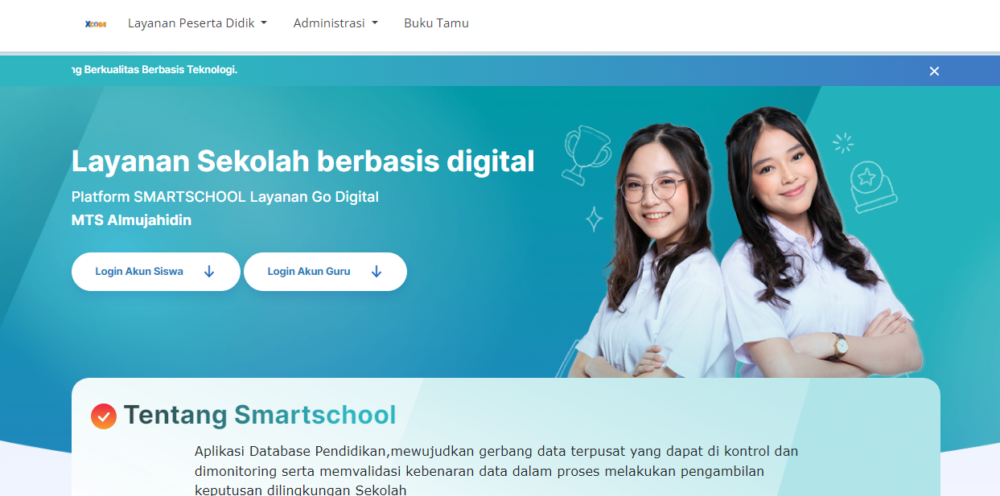 XCODE
Layanan Peserta Didik
Administrasi
Buku Tamu
ng Berkualitas Berbasis Teknologi.
Layanan Sekolah berbasis digital
Platform SMARTSCHOOL Layanan Go Digital
MTS Almujahidin
Login Akun Siswa
Login Akun Guru
Tentang Smartschool
Aplikasi Database Pendidikan,mewujudkan gerbang data terpusat yang dapat di kontrol dan
dimonitoring serta memvalidasi kebenaran data dalam proses melakukan pengambilan
keputusan dilingkungan Sekolah